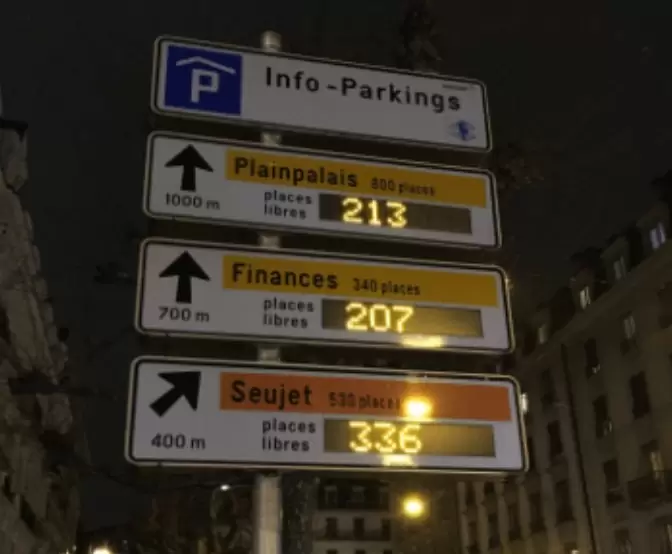 P
Info-Parkings
Plainpalais 800 places
1000 m
places
libres
213
Finances 340 places
700 m
places
libres
207
Seujet 530 places
400 m
places
libres
336